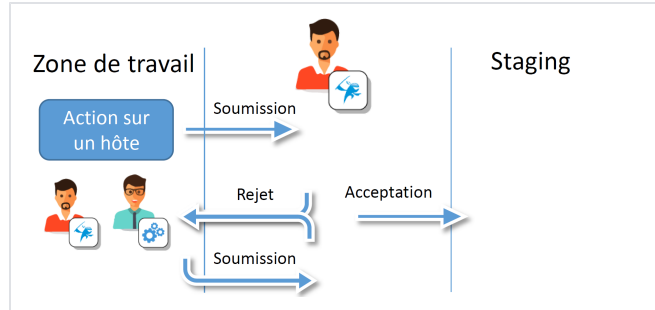 Zone de travail
Staging
Action sur
un hôte
Soumission
Rejet
Acceptation
Soumission